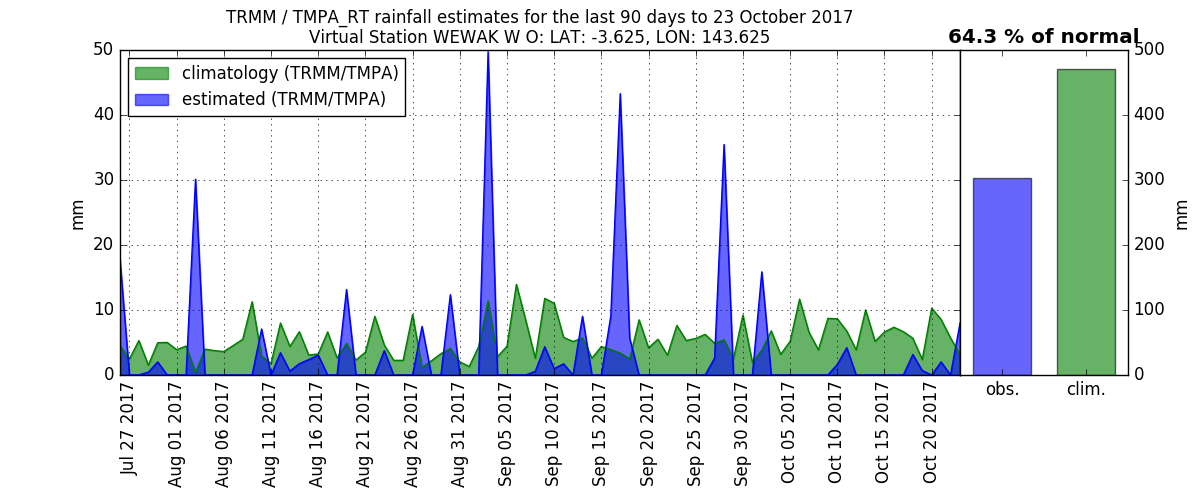 TRMM / TMPA_RT rainfall estimates for the last 90 days to 23 October 2017
Virtual Station WEWAK W O: LAT: -3.625, LON: 143.625
64.3 % of normal
climatology (TRMM/TMPA)
estimated (TRMM/TMPA)
50
40
30
20
10
0
mm
500
400
300
200
100
0
mm
Jul 27 2017
Aug 01 2017
Aug 06 2017
Aug 11 2017
Aug 16 2017
Aug 21 2017
Aug 26 2017
Aug 31 2017
Sep 05 2017
Sep 10 2017
Sep 15 2017
Sep 20 2017
Sep 25 2017
Sep 30 2017
Oct 05 2017
Oct 10 2017
Oct 15 2017
Oct 20 2017
obs.
clim.